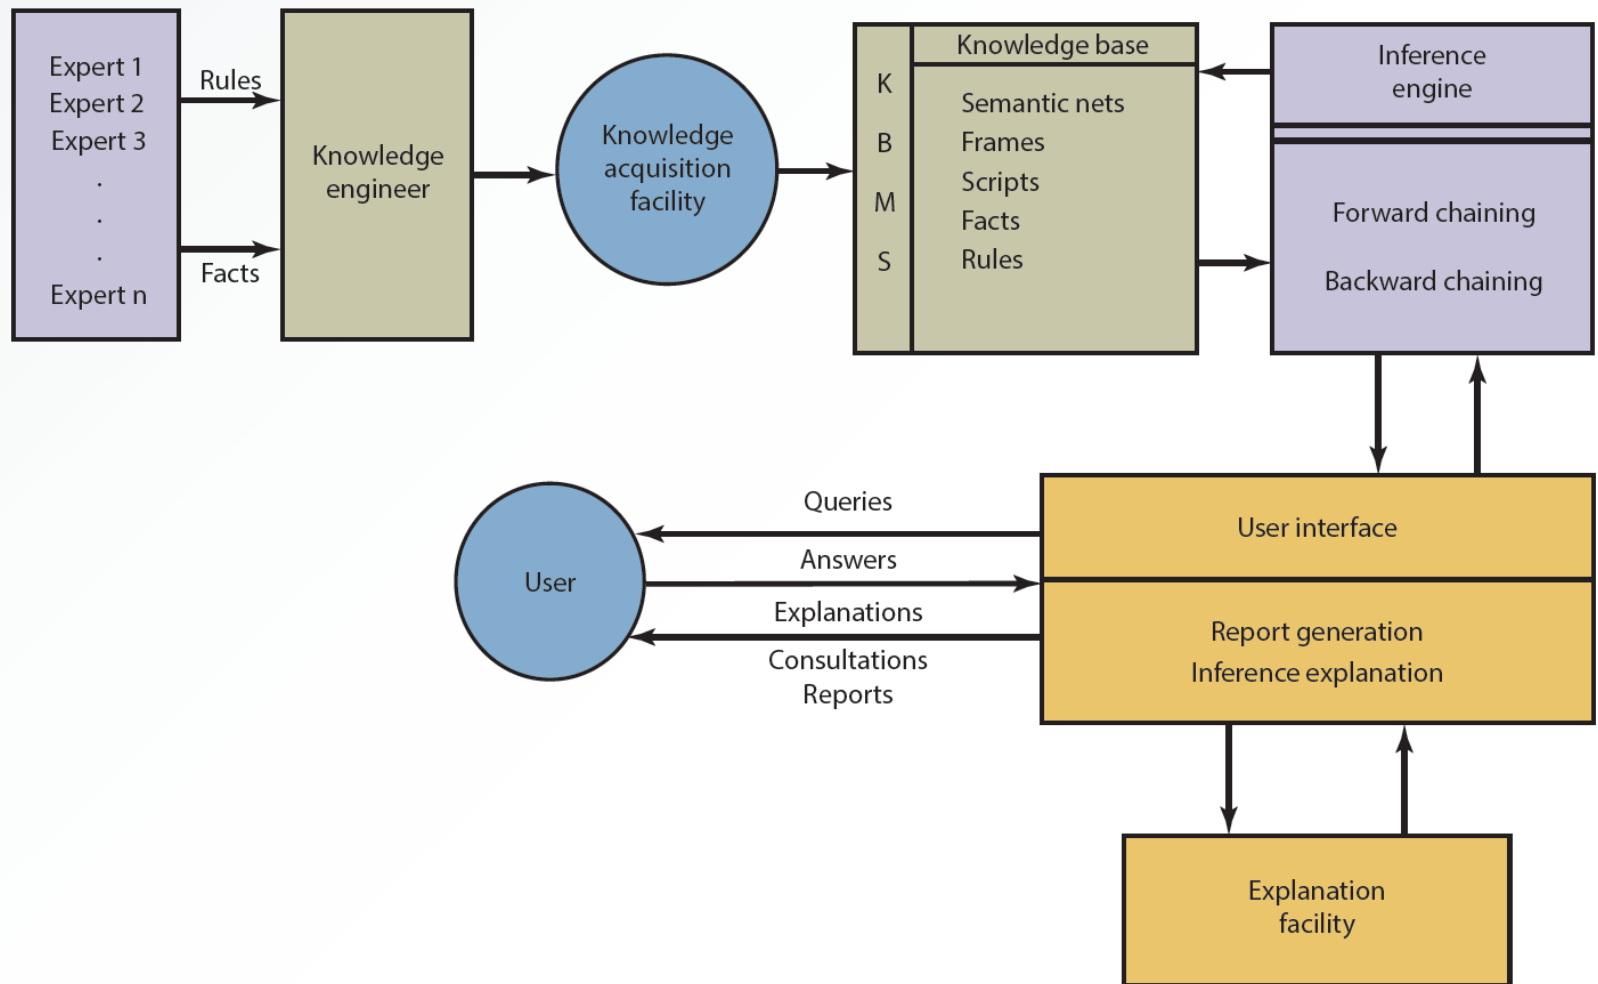 Expert 1
Expert 2
Expert 3
.
.
.
Expert n
Rules
Facts
Knowledge
engineer
Knowledge
acquisition
facility
K
B
M
S
Knowledge base
Semantic nets
Frames
Scripts
Facts
Rules
Inference
engine
Forward chaining
Backward chaining
User
Queries
Answers
Explanations
Consultations
Reports
User interface
Report generation
Inference explanation
Explanation
facility